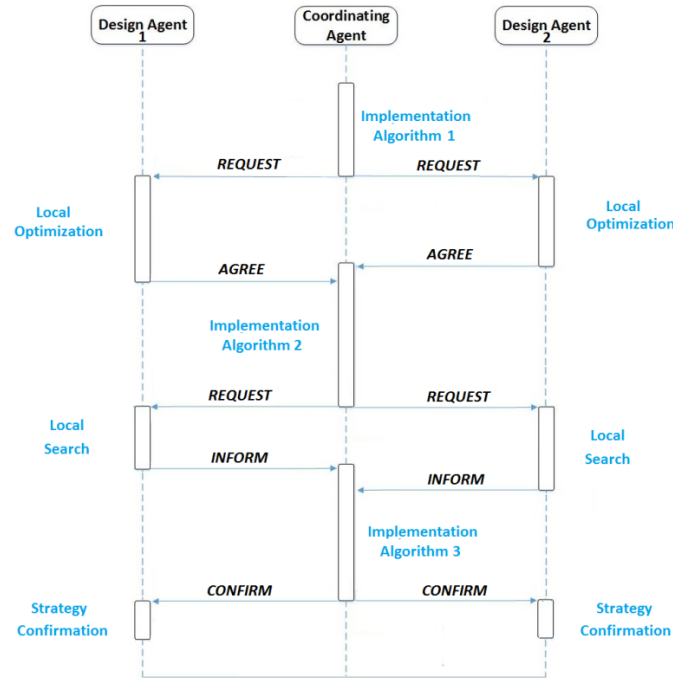 Design Agent
1
Coordinating
Agent
Design Agent
2
Implementation
Algorithm 1
REQUEST
REQUEST
Local
Optimization
Local
Optimization
AGREE
AGREE
Implementation
Algorithm 2
REQUEST
REQUEST
Local
Search
Local
Search
INFORM
INFORM
Implementation
Algorithm 3
CONFIRM
CONFIRM
Strategy
Confirmation
Strategy
Confirmation